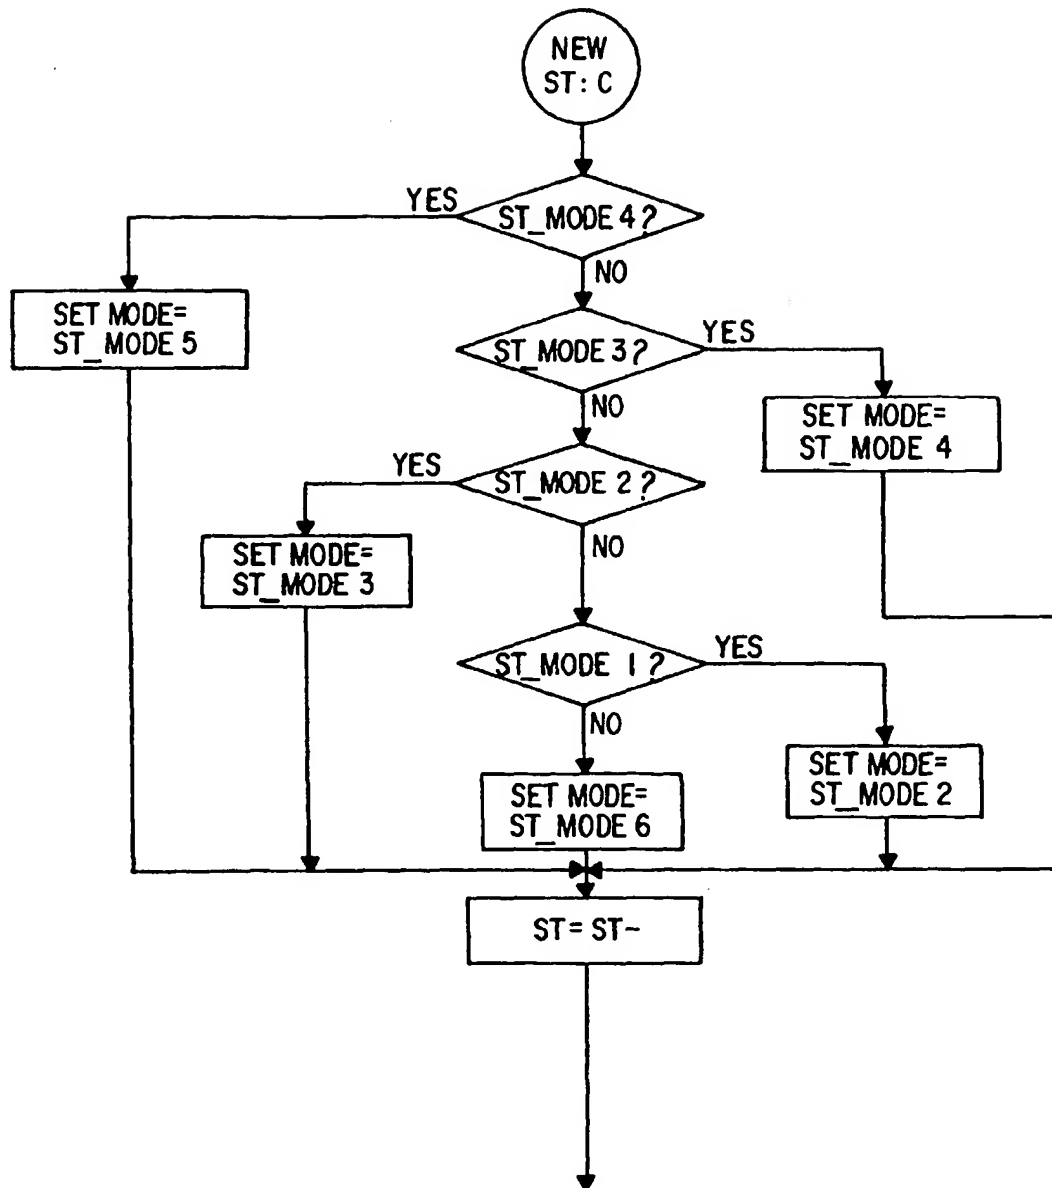 NEW
ST: C
YES
ST_MODE 4?
NO
SET MODE=
ST_MODE 5
ST_MODE 3?
YES
NO
SET MODE=
ST_MODE 4
YES
ST_MODE 2?
NO
SET MODE=
ST_MODE 3
ST_MODE 1?
YES
NO
SET MODE=
ST_MODE 2
SET MODE=
ST_MODE 6
ST= ST~